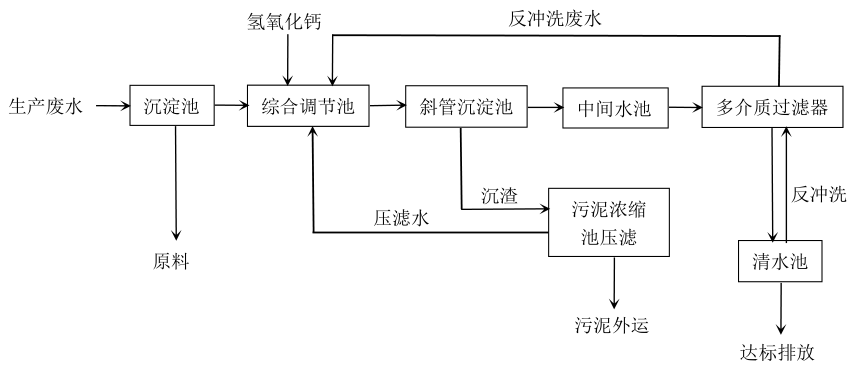 氢氧化钙
反冲洗废水
生产废水
沉淀池
综合调节池
斜管沉淀池
中间水池
多介质过滤器
沉渣
反冲洗
压滤水
污泥浓缩
池压滤
原料
清水池
污泥外运
达标排放